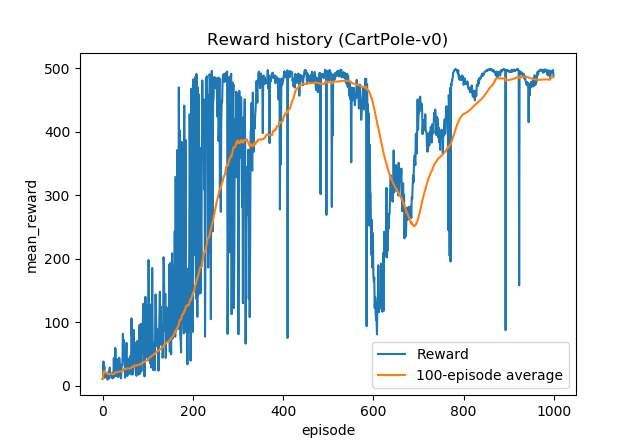 Reward history (CartPole-v0)
500
400
300
200
100
0
mean_reward
0 200 400 600 800 1000
episode
Reward
100-episode average